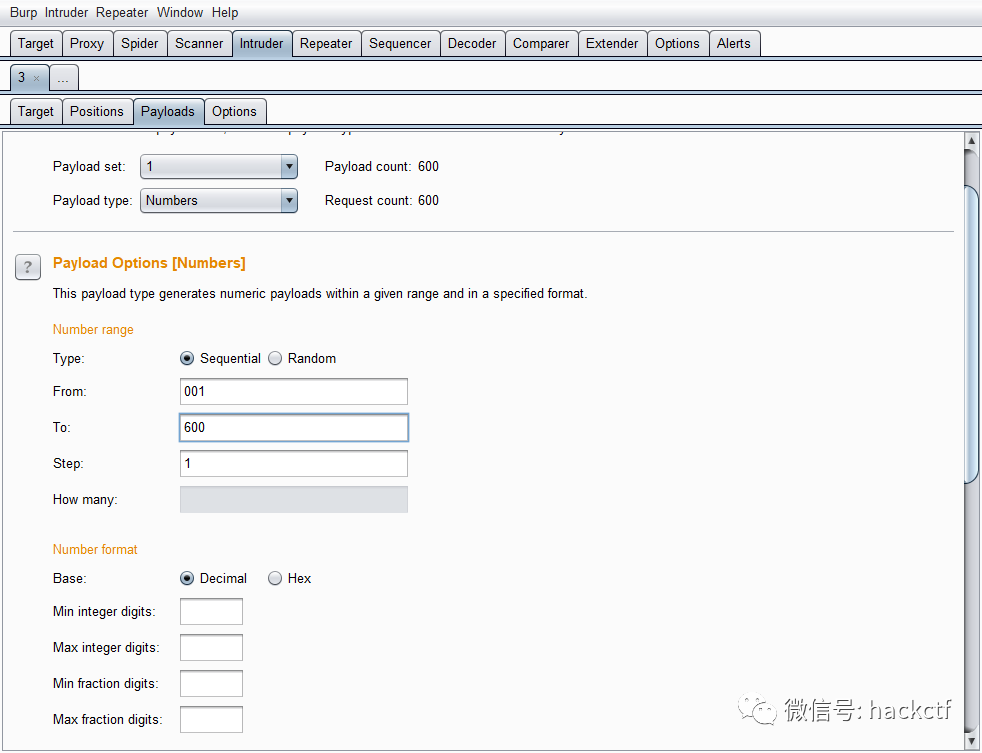 Burp Intruder Repeater Window Help
Target Proxy Spider Scanner Intruder Repeater Sequencer Decoder Comparer Extender Options Alerts
3 × ...
Target Positions Payloads Options
Payload set: 1 Payload count: 600
Payload type: Numbers Request count: 600
? Payload Options [Numbers]
This payload type generates numeric payloads within a given range and in a specified format.
Number range
Type: Sequential Random
From: 001
To: 600
Step: 1
How many:
Number format
Base: Decimal Hex
Min integer digits:
Max integer digits:
Min fraction digits:
Max fraction digits:
微信号: hackctf